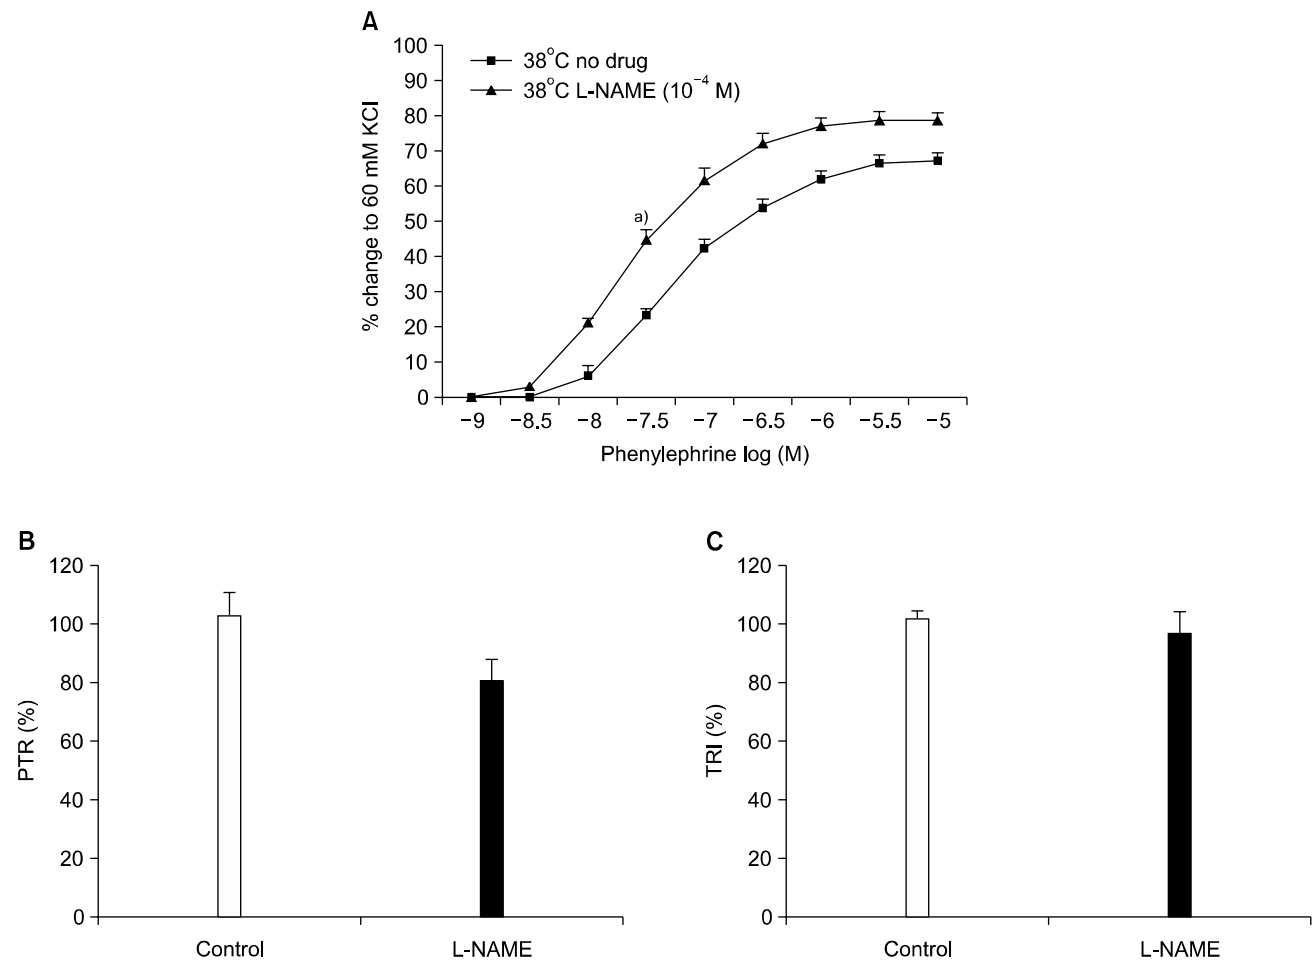 A
100
90
80
70
60
50
40
30
20
10
0
% change to 60 mM KCl
38°C no drug
38°C L-NAME (10⁻⁴ M)
a)
−9 −8.5 −8 −7.5 −7 −6.5 −6 −5.5 −5
Phenylephrine log (M)
B
120
100
80
60
40
20
0
PTR (%)
Control L-NAME
C
120
100
80
60
40
20
0
TRI (%)
Control L-NAME